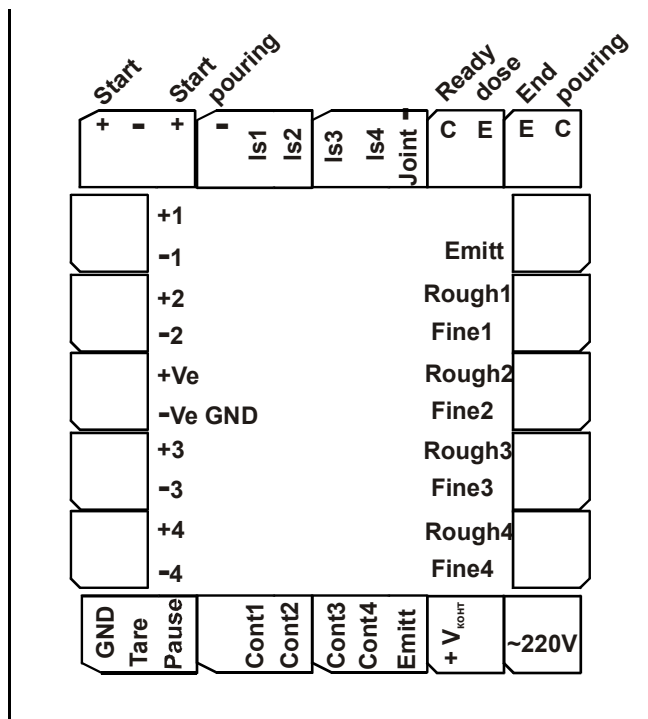 Start
Start pouring
Ready dose
End pouring
+ - + - Is1 Is2 Is3 Is4 Joint - C E E C
+1
-1
Emitt
+2
Rough1
-2
Fine1
+Ve
Rough2
-Ve GND
Fine2
+3
Rough3
-3
Fine3
+4
Rough4
-4
Fine4
GND Tare Pause Cont1 Cont2 Cont3 Cont4 Emitt + Vконт ~220V